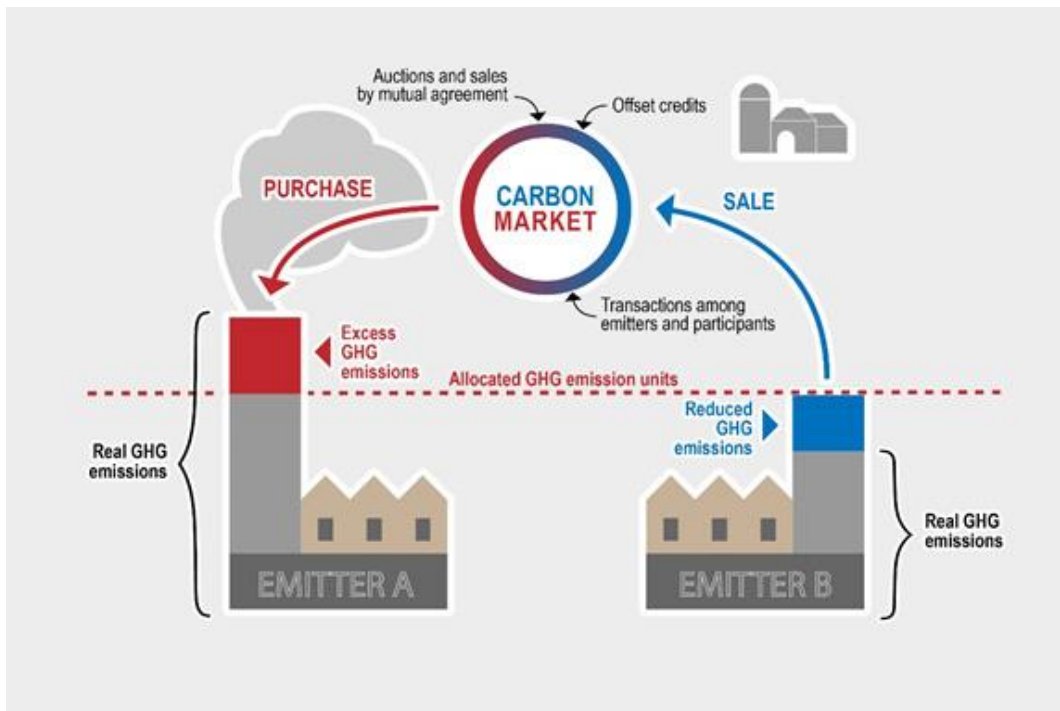 Auctions and sales
by mutual agreement
Offset credits
PURCHASE
CARBON
MARKET
SALE
Transactions among
emitters and participants
Excess
GHG
emissions
Allocated GHG emission units
Reduced
GHG
emissions
Real GHG
emissions
Real GHG
emissions
EMITTER A
EMITTER B